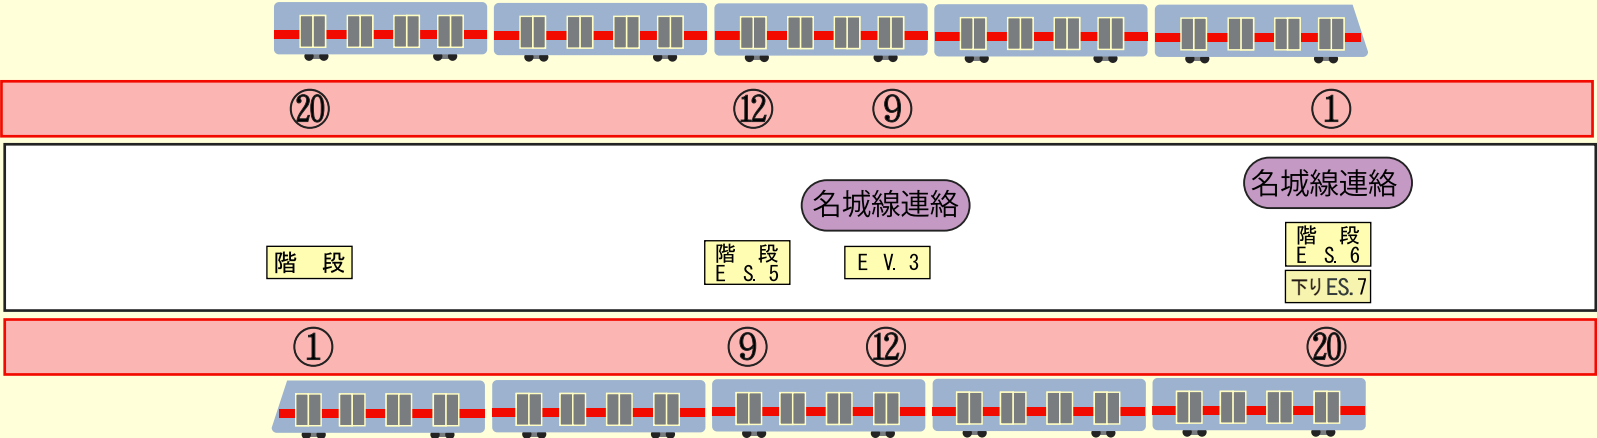 ⑳ ⑫ ⑨ ①
名城線連絡
名城線連絡
階 段
階 段
E S. 5
E V. 3
階 段
E S. 6
下りES.7
① ⑨ ⑫ ⑳